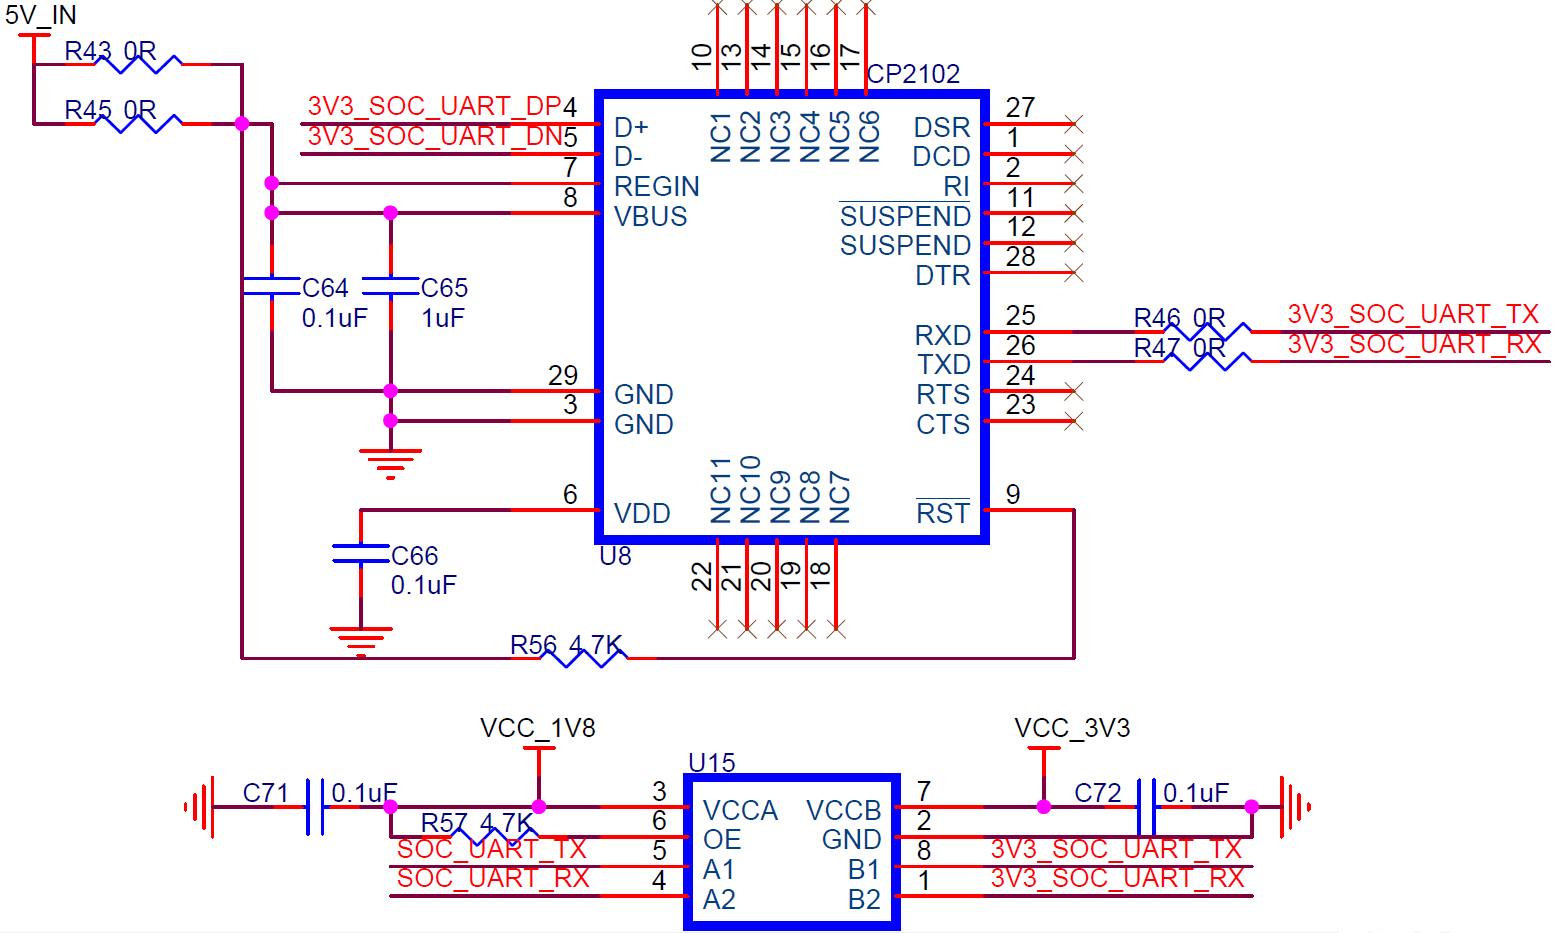 5V_IN
R43 0R
R45 0R
3V3_SOC_UART_DP
3V3_SOC_UART_DN
4
5
7
8
29
3
6
D+
D-
REGIN
VBUS
GND
GND
VDD
10
13
14
15
16
17
CP2102
NC1
NC2
NC3
NC4
NC5
NC6
DSR
DCD
RI
SUSPEND
SUSPEND
DTR
RXD
TXD
RTS
CTS
RST
27
1
2
11
12
28
25
26
24
23
9
R46 0R
R47 0R
3V3_SOC_UART_TX
3V3_SOC_UART_RX
C64
0.1uF
C65
1uF
C66
0.1uF
NC11
NC10
NC9
NC8
NC7
U8
22
21
20
19
18
R56 4.7K
VCC_1V8
VCC_3V3
U15
C71
0.1uF
R57 4.7K
SOC_UART_TX
SOC_UART_RX
3
6
5
4
VCCA
OE
A1
A2
VCCB
GND
B1
B2
7
2
8
1
C72
0.1uF
3V3_SOC_UART_TX
3V3_SOC_UART_RX